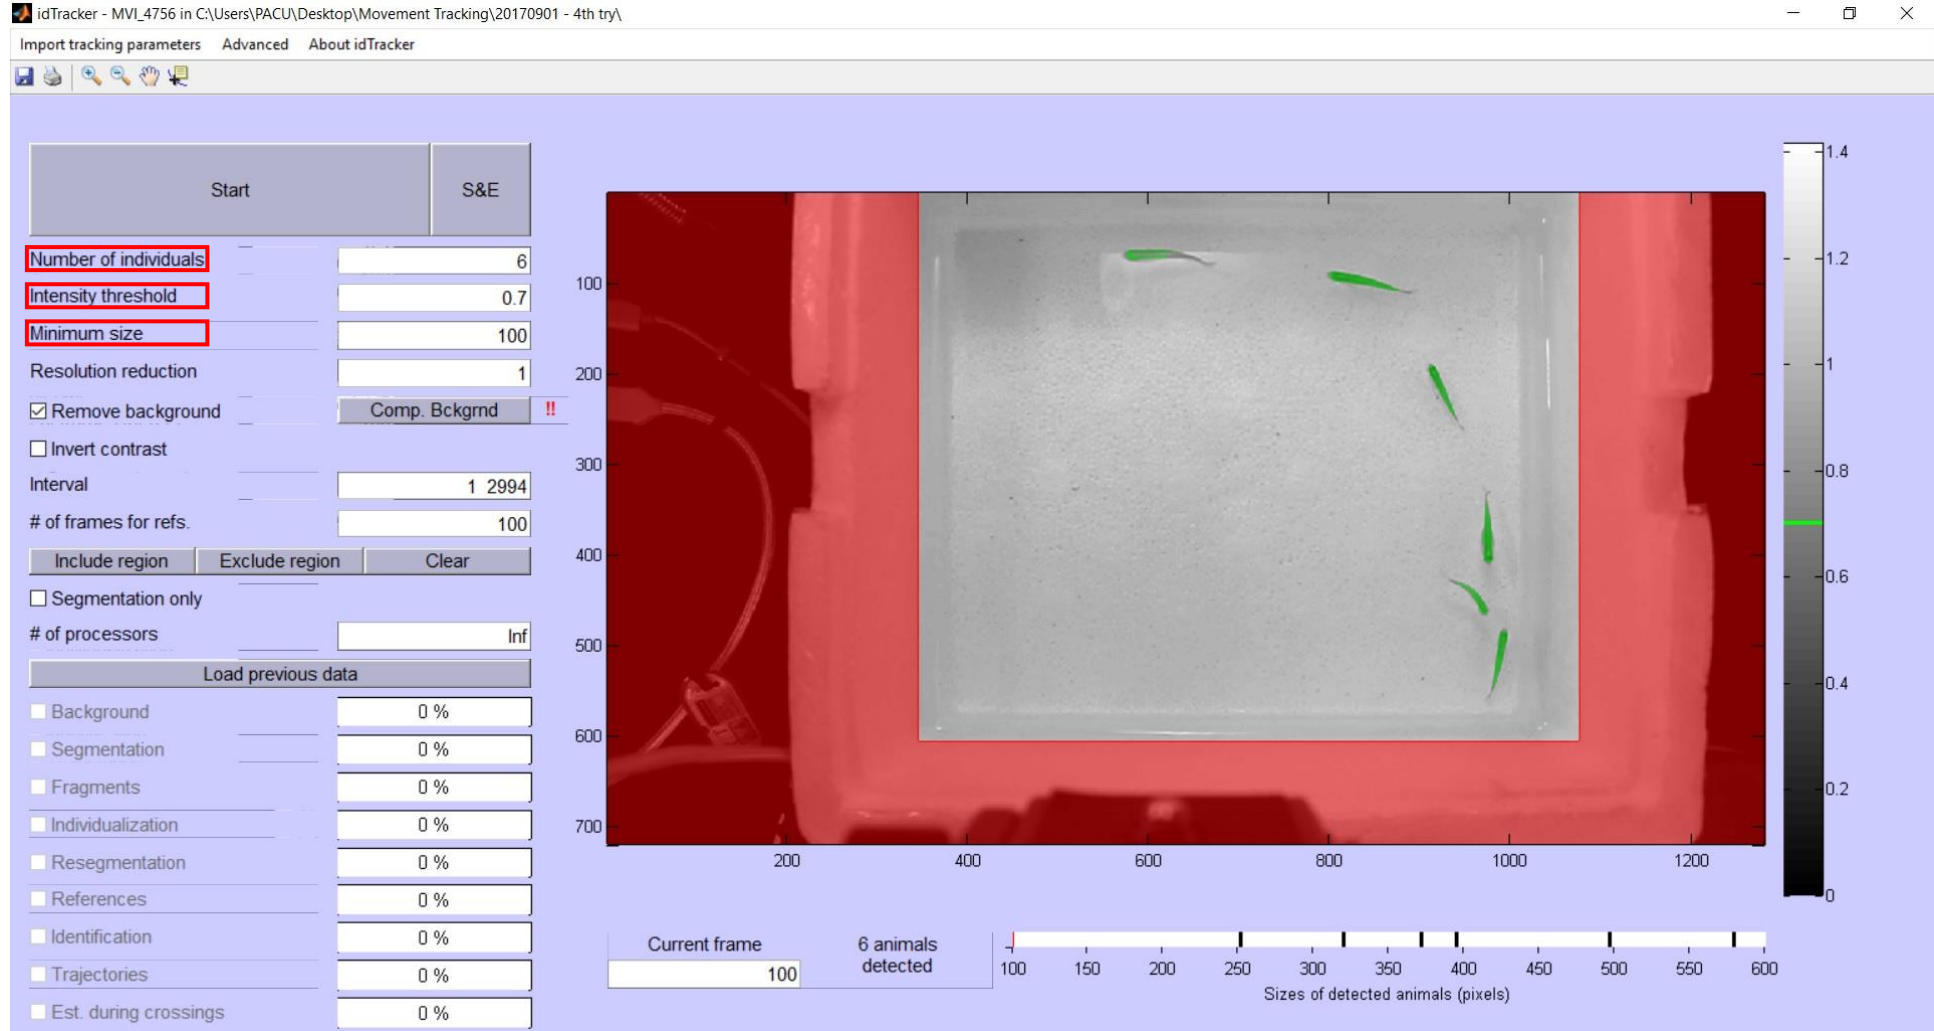 idTracker - MVI_4756 in C:\Users\PACU\Desktop\Movement Tracking\20170901 - 4th try\
Import tracking parameters Advanced About idTracker
Start S&E
Number of individuals 6
Intensity threshold 0.7
Minimum size 100
Resolution reduction 1
Remove background Comp. Bckgrnd !!
Invert contrast
Interval 1 2994
# of frames for refs. 100
Include region Exclude region Clear
Segmentation only
# of processors Inf
Load previous data
Background 0 %
Segmentation 0 %
Fragments 0 %
Individualization 0 %
Resegmentation 0 %
References 0 %
Identification 0 %
Trajectories 0 %
Est. during crossings 0 %
100
200
300
400
500
600
700
200 400 600 800 1000 1200
1.4
1.2
1
0.8
0.6
0.4
0.2
0
Current frame
100
6 animals
detected
100 150 200 250 300 350 400 450 500 550 600
Sizes of detected animals (pixels)